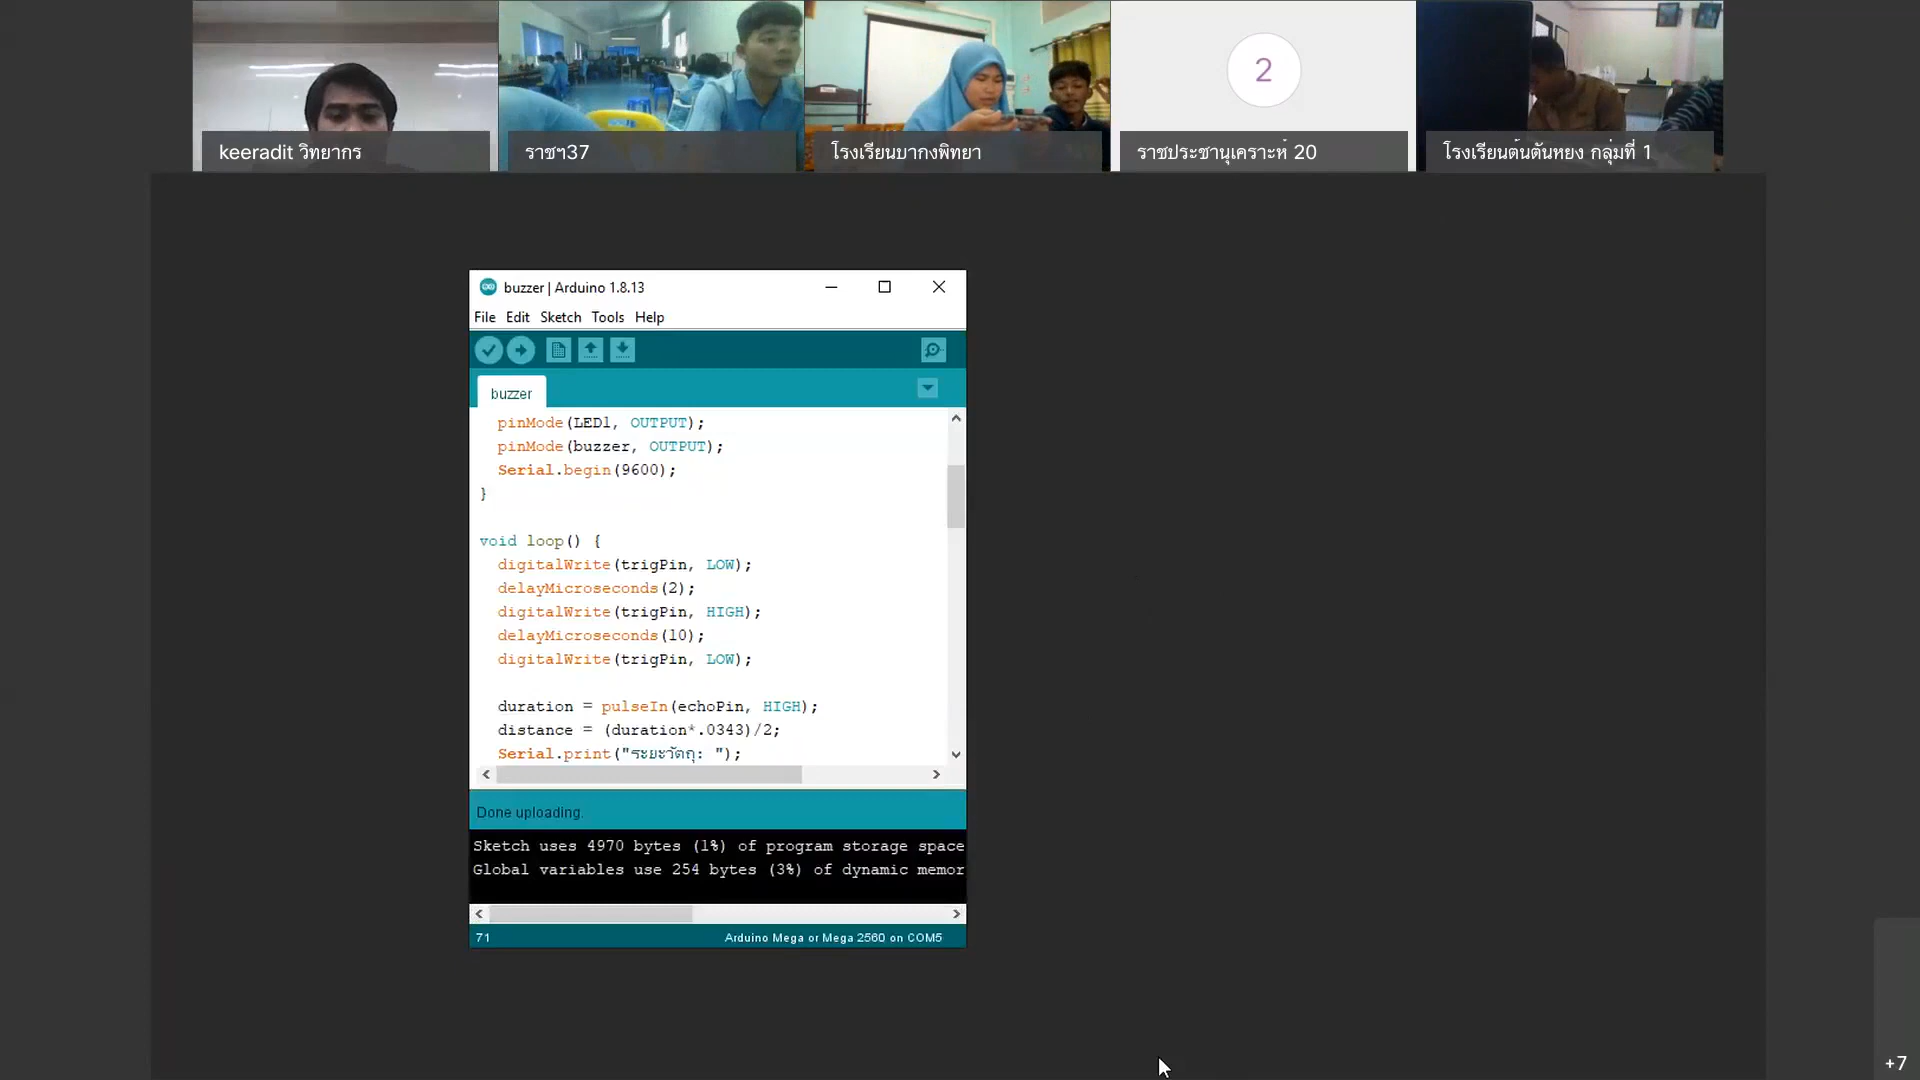 keeradit วิทยากร
ราชฯ37
โรงเรียนบากงพิทยา
2
ราชประชานุเคราะห์ 20
โรงเรียนต้นตันหยง กลุ่มที่ 1
buzzer | Arduino 1.8.13
File Edit Sketch Tools Help
buzzer
pinMode(LED1, OUTPUT);
pinMode(buzzer, OUTPUT);
Serial.begin(9600);
}
void loop() {
digitalWrite(trigPin, LOW);
delayMicroseconds(2);
digitalWrite(trigPin, HIGH);
delayMicroseconds(10);
digitalWrite(trigPin, LOW);
duration = pulseIn(echoPin, HIGH);
distance = (duration*.0343)/2;
Serial.print("ระยะวัตถุ: ");
Done uploading.
Sketch uses 4970 bytes (1%) of program storage space
Global variables use 254 bytes (3%) of dynamic memor
71
Arduino Mega or Mega 2560 on COM5
+7